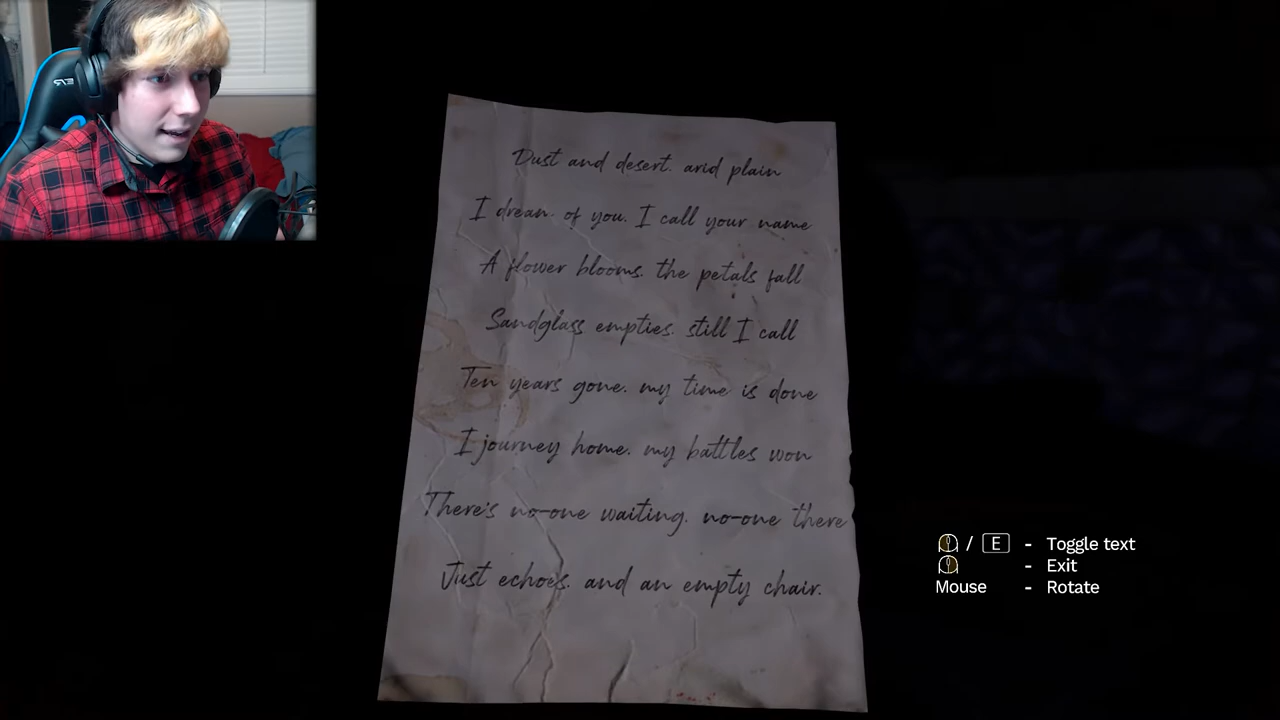 Dust and desert. arid plain
I dream. of you. I call your name
A flower blooms. the petals fall
Sandglass empties. still I call
Ten years gone. my time is done
I journey home. my battles won
There's no-one waiting. no-one there
Just echoes. and an empty chair.
/ E - Toggle text
- Exit
Mouse - Rotate